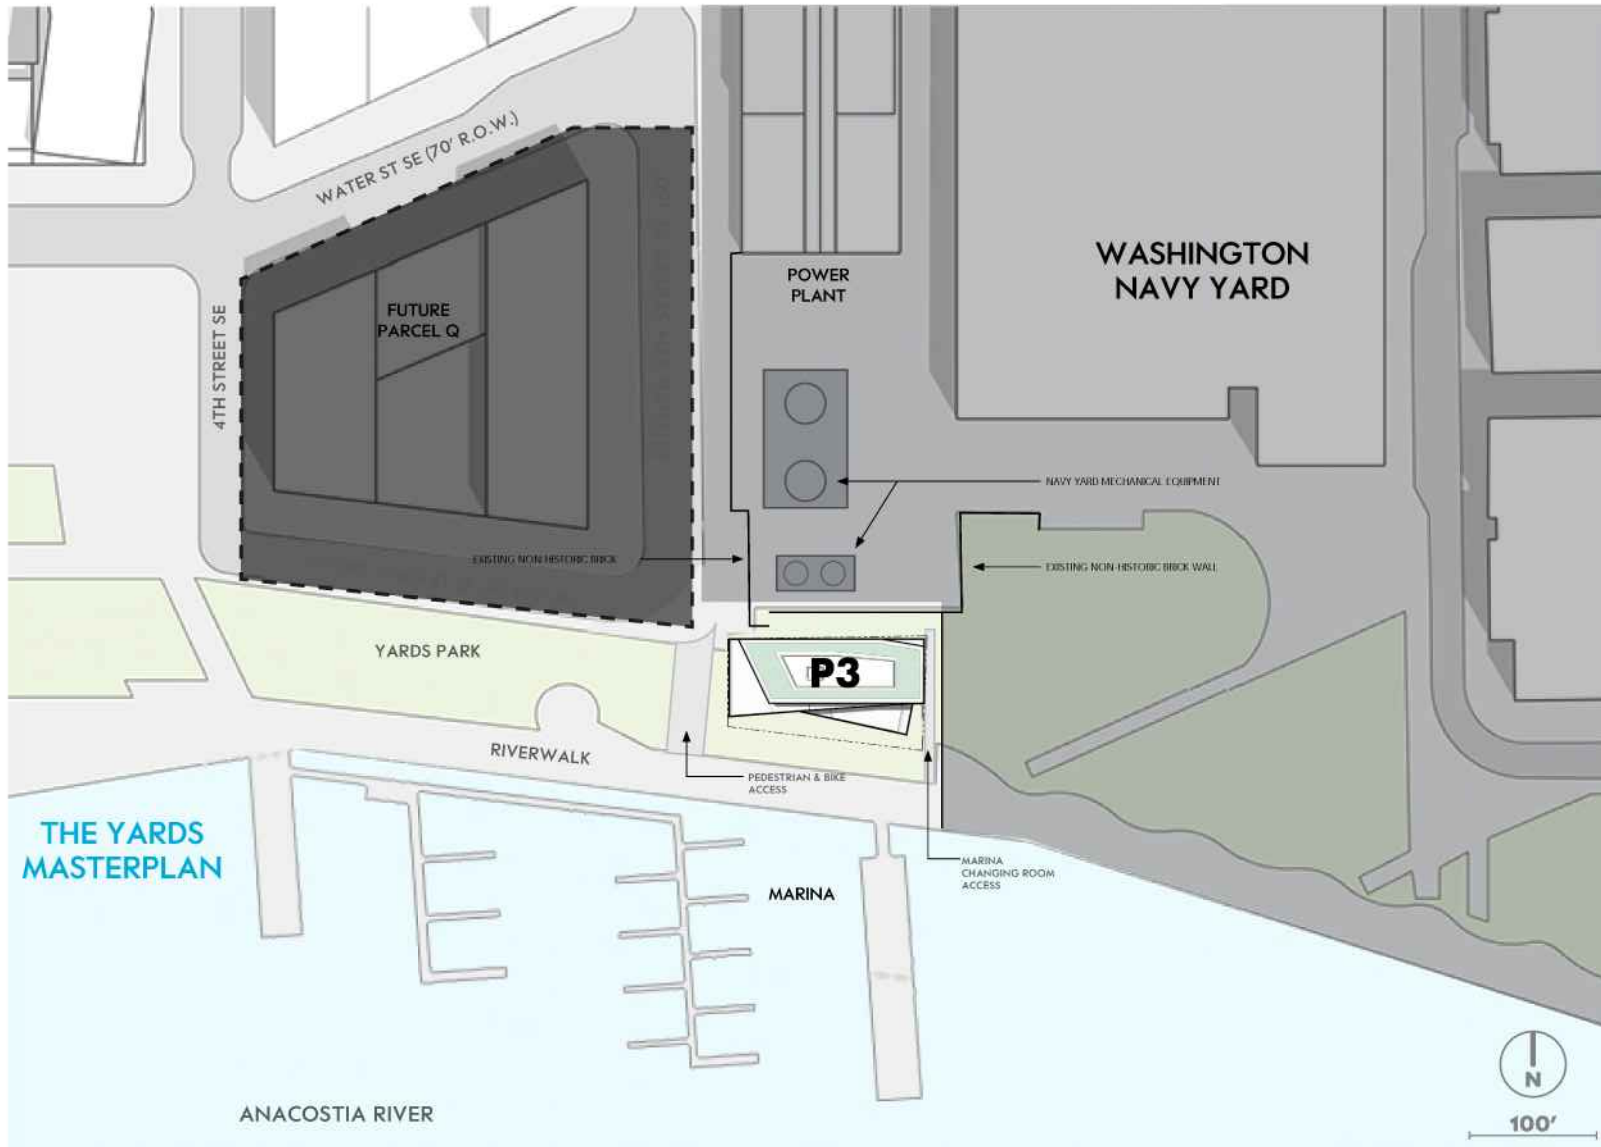 WATER ST SE (70' R.O.W.)
WASHINGTON
NAVY YARD
POWER
PLANT
FUTURE
PARCEL Q
4TH STREET SE
NAVY YARD MECHANICAL EQUIPMENT
EXISTING NON-HISTORIC BRICK
EXISTING NON-HISTORIC BRICK WALL
YARDS PARK
P3
RIVERWALK
PEDESTRIAN & BIKE
ACCESS
THE YARDS
MASTERPLAN
MARINA
MARINA
CHANGING ROOM
ACCESS
N
ANACOSTIA RIVER
100'